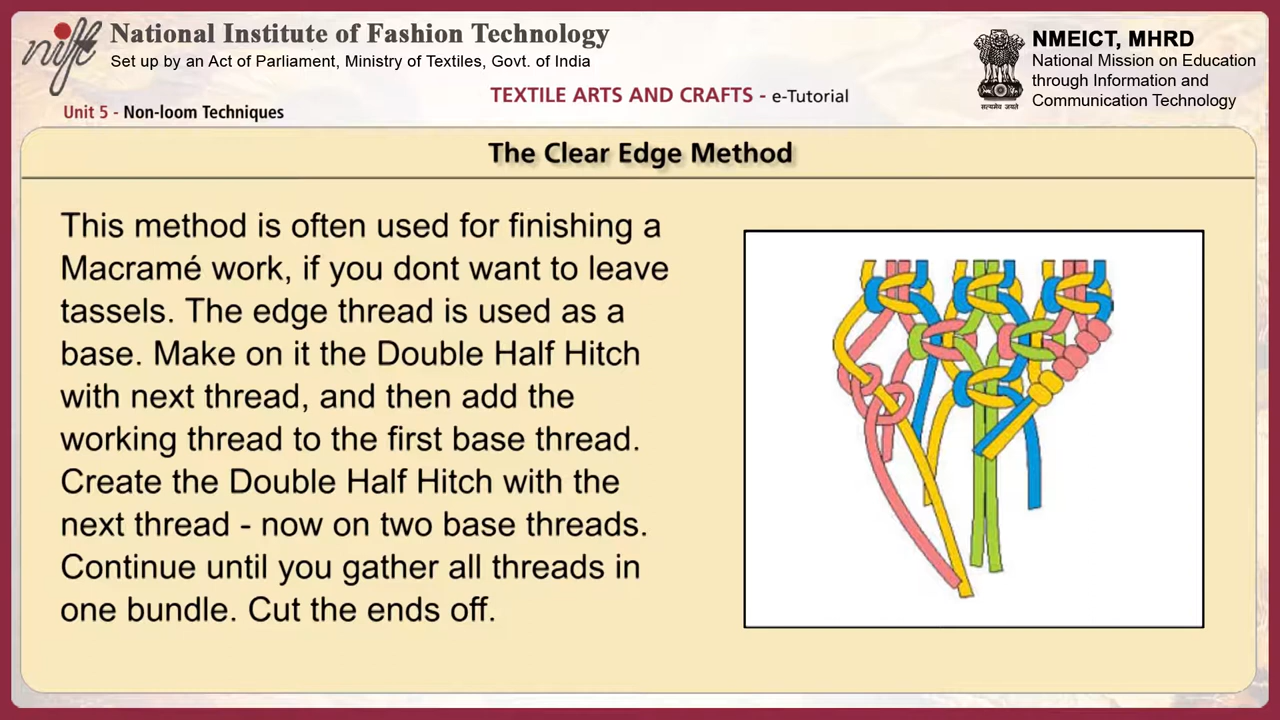 nift
National Institute of Fashion Technology
Set up by an Act of Parliament, Ministry of Textiles, Govt. of India
सत्यमेव जयते
NMEICT, MHRD
National Mission on Education
through Information and
Communication Technology
TEXTILE ARTS AND CRAFTS - e-Tutorial
Unit 5 - Non-loom Techniques
The Clear Edge Method
This method is often used for finishing a
Macramé work, if you dont want to leave
tassels. The edge thread is used as a
base. Make on it the Double Half Hitch
with next thread, and then add the
working thread to the first base thread.
Create the Double Half Hitch with the
next thread - now on two base threads.
Continue until you gather all threads in
one bundle. Cut the ends off.